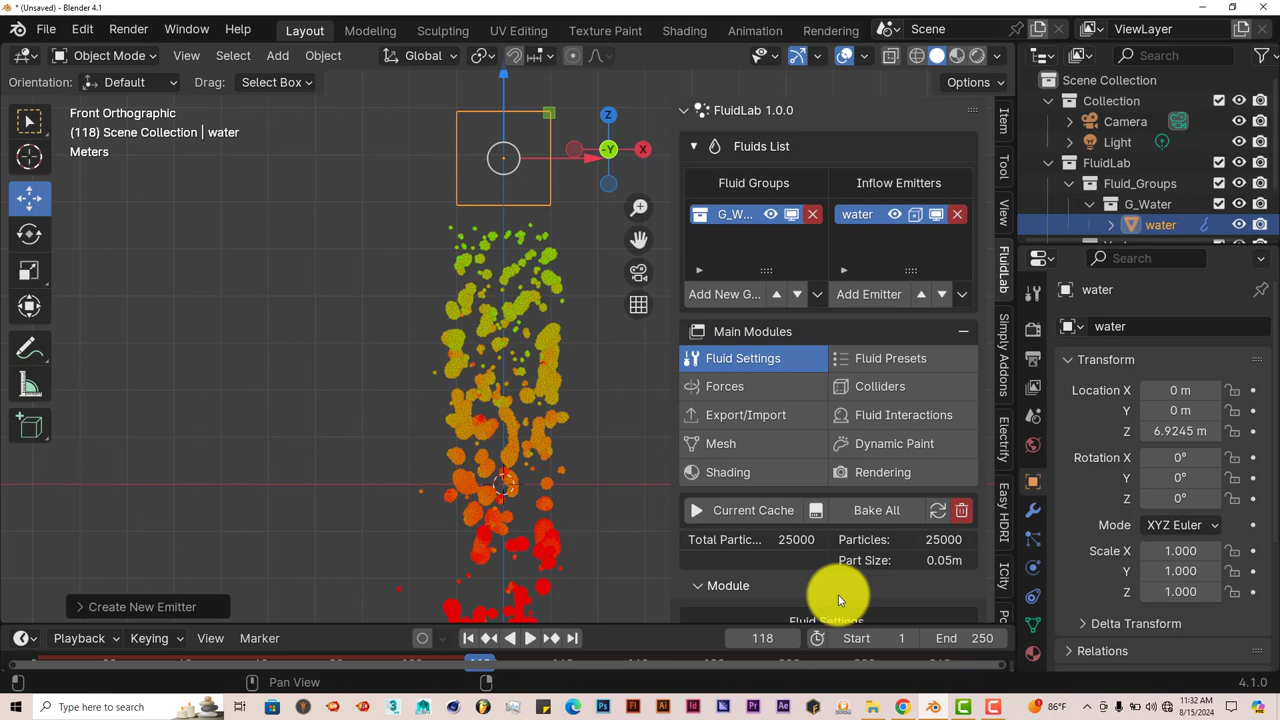 * (Unsaved) - Blender 4.1
File Edit Render Window Help Layout Modeling Sculpting UV Editing Texture Paint Shading Animation Rendering Scene ViewLayer
Object Mode View Select Add Object Global Search
Orientation: Default Drag: Select Box Options
Front Orthographic
(118) Scene Collection | water
Meters
Z
-Y
X
Create New Emitter
FluidLab 1.0.0
Fluids List
Fluid Groups Inflow Emitters
G_W... water
Add New G... Add Emitter
Main Modules
Fluid Settings Fluid Presets
Forces Colliders
Export/Import Fluid Interactions
Mesh Dynamic Paint
Shading Rendering
Current Cache Bake All
Total Partic... 25000 Particles: 25000
Part Size: 0.05m
Module
Fluid Settings
Item
Tool
View
FluidLab
Simply Addons
Electrify
Easy HDRI
ICity
Scene Collection
Collection
Camera
Light
FluidLab
Fluid_Groups
G_Water
water
Search
water
water
Transform
Location X 0 m
Y 0 m
Z 6.9245 m
Rotation X 0°
Y 0°
Z 0°
Mode XYZ Euler
Scale X 1.000
Y 1.000
Z 1.000
Delta Transform
Relations
Playback Keying View Marker 118 Start 1 End 250
Pan View 4.1.0
Type here to search 86°F 11:32 AM
8/15/2024